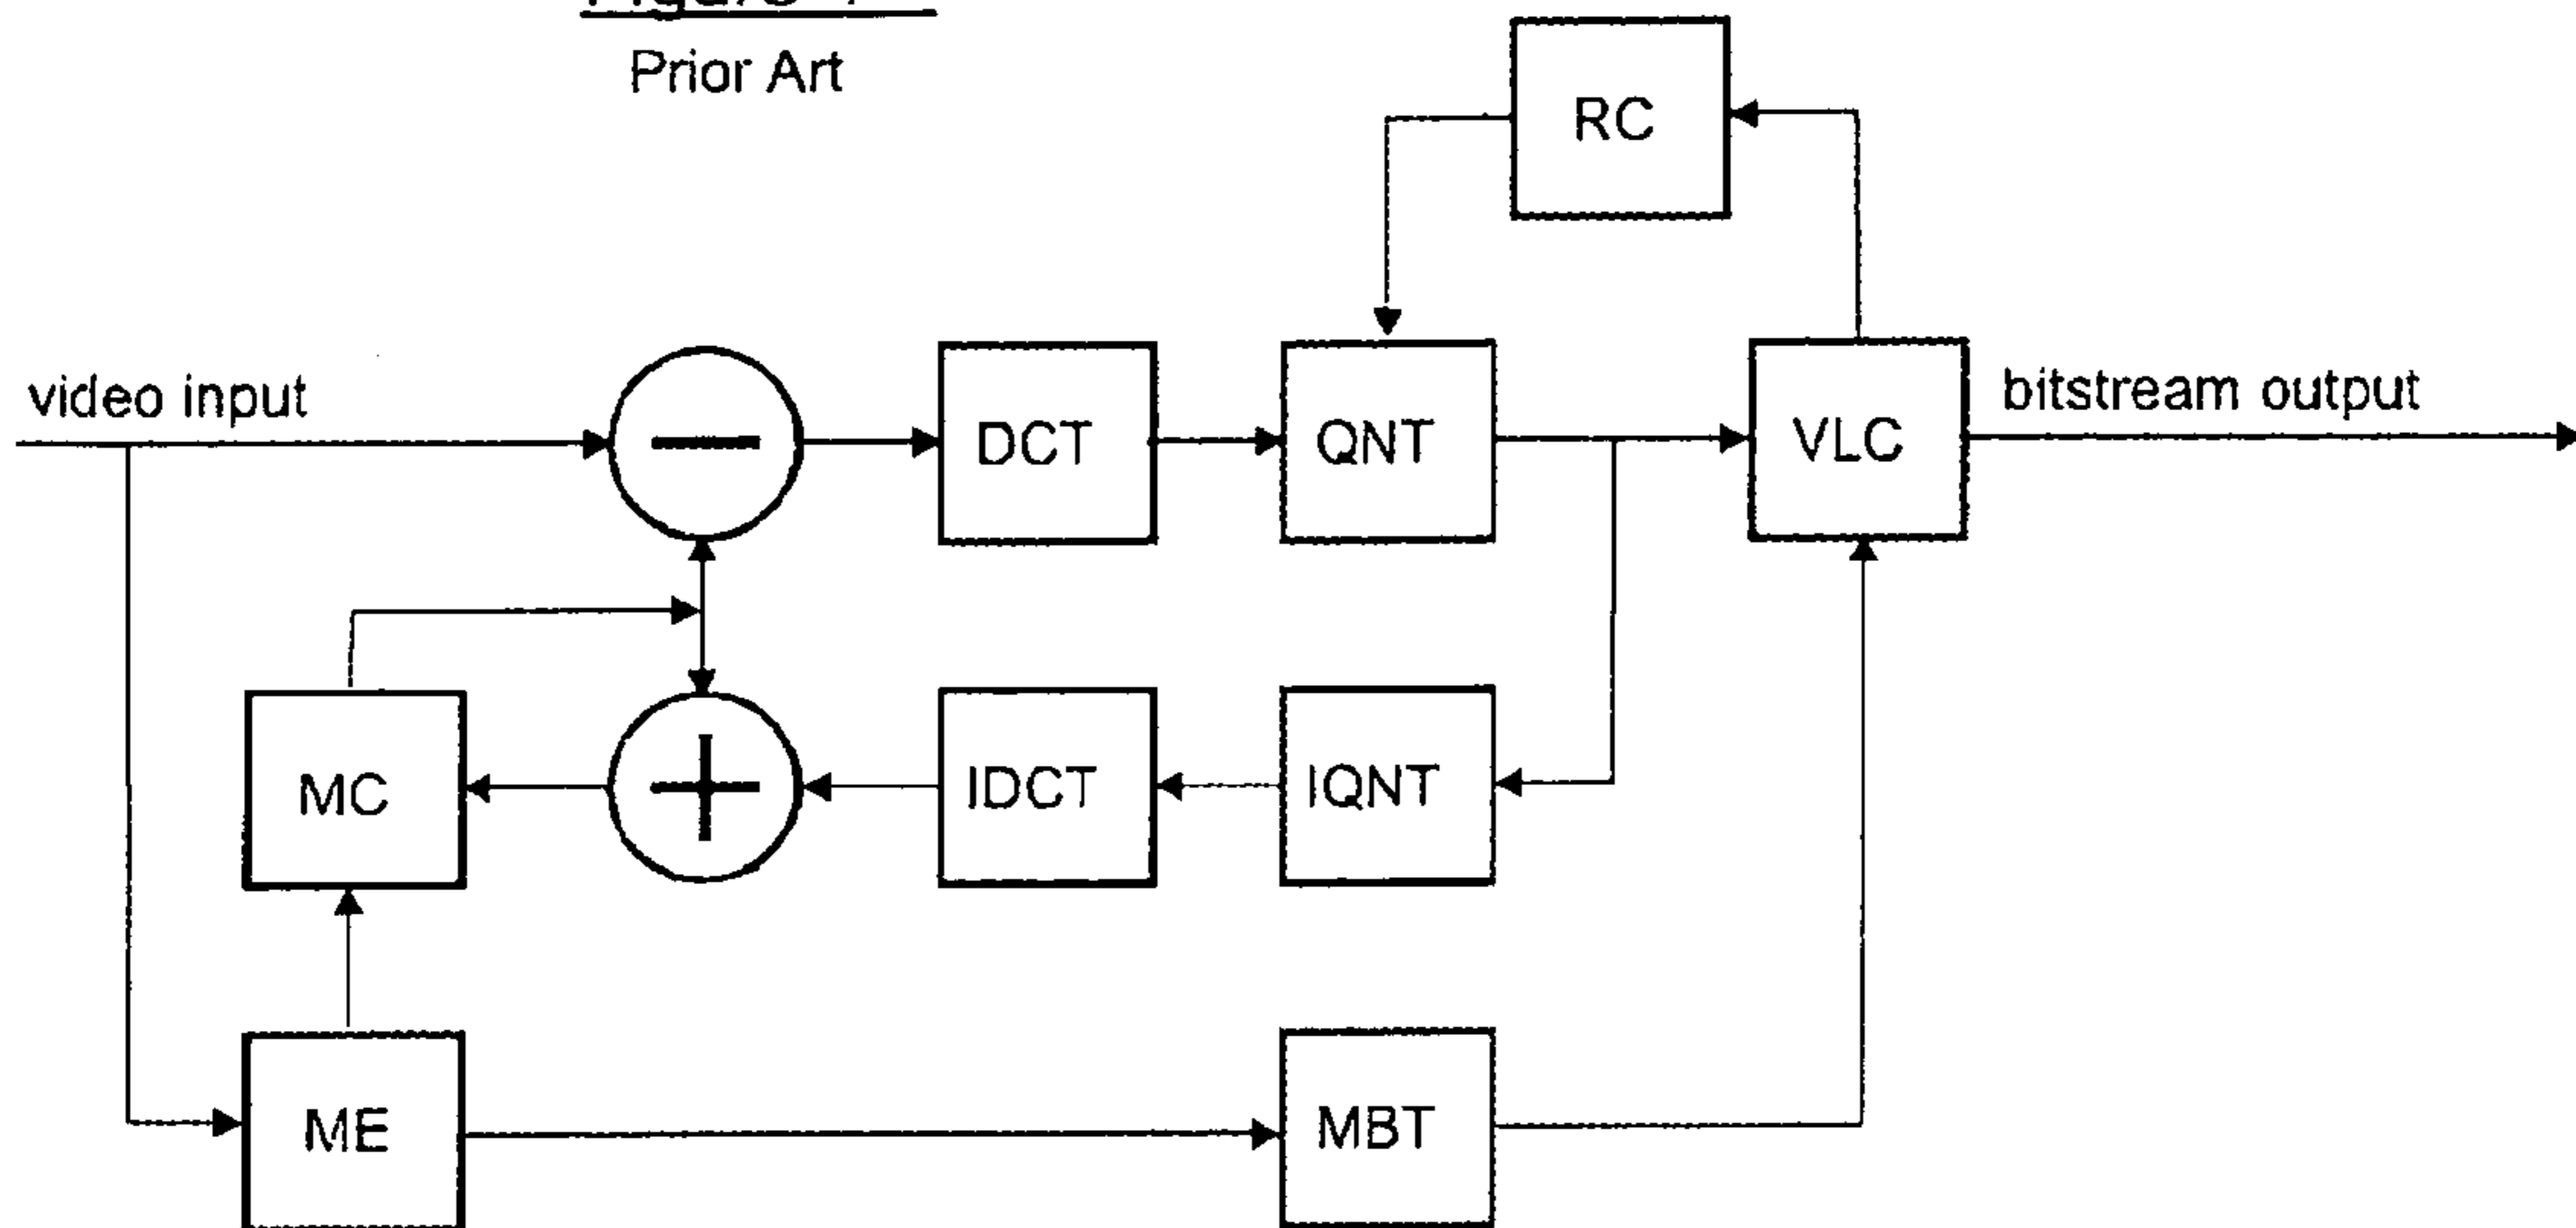 Prior Art
RC
video input
DCT
QNT
VLC
bitstream output
MC
IDCT
IQNT
ME
MBT